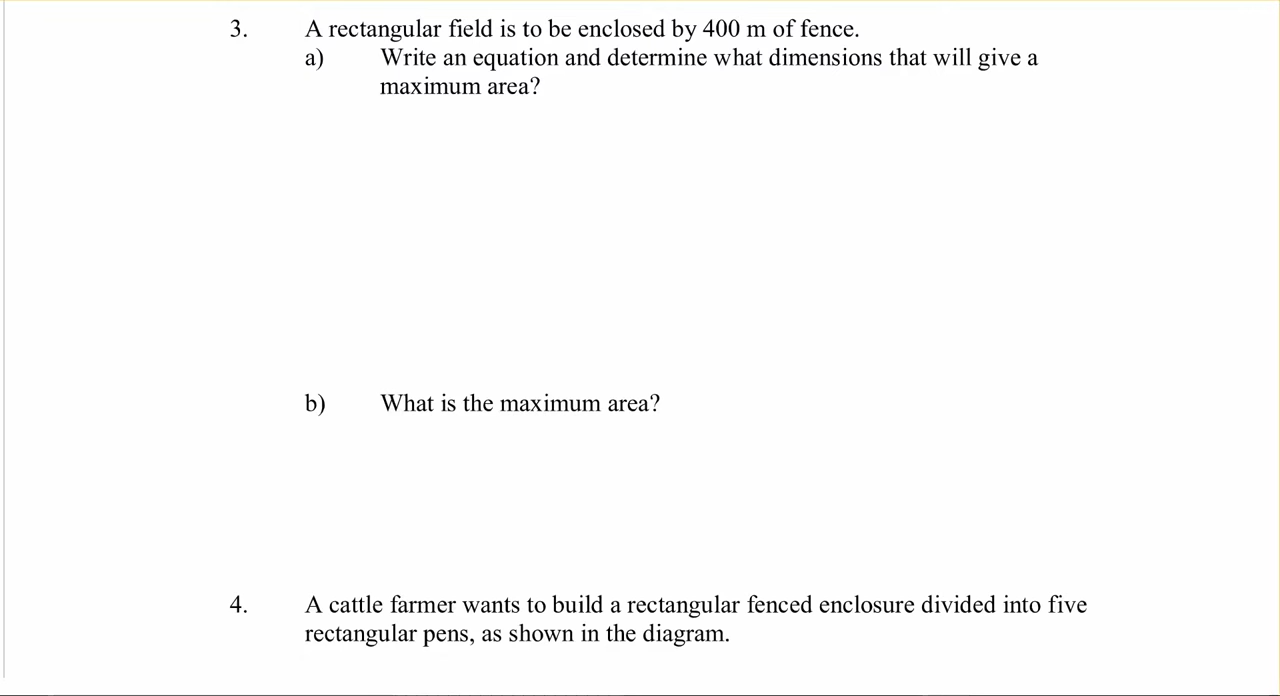 3. A rectangular field is to be enclosed by 400 m of fence.
a) Write an equation and determine what dimensions that will give a
maximum area?
b) What is the maximum area?
4. A cattle farmer wants to build a rectangular fenced enclosure divided into five
rectangular pens, as shown in the diagram.